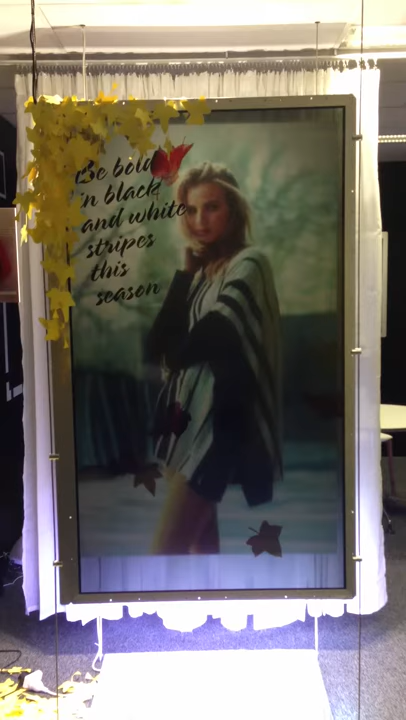 Be bold
in black
and white
stripes
this
season